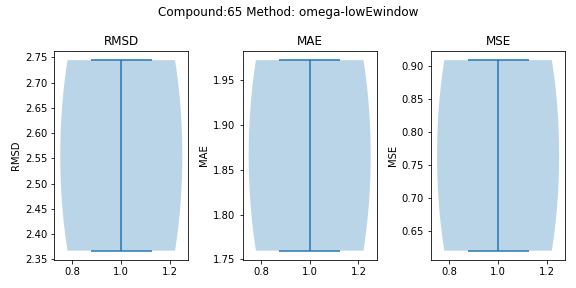 Compound:65 Method: omega-lowEwindow
RMSD
MAE
MSE
RMSD
2.75
2.70
2.65
2.60
2.55
2.50
2.45
2.40
2.35
0.8 1.0 1.2
MAE
1.95
1.90
1.85
1.80
1.75
0.8 1.0 1.2
MSE
0.90
0.85
0.80
0.75
0.70
0.65
0.8 1.0 1.2